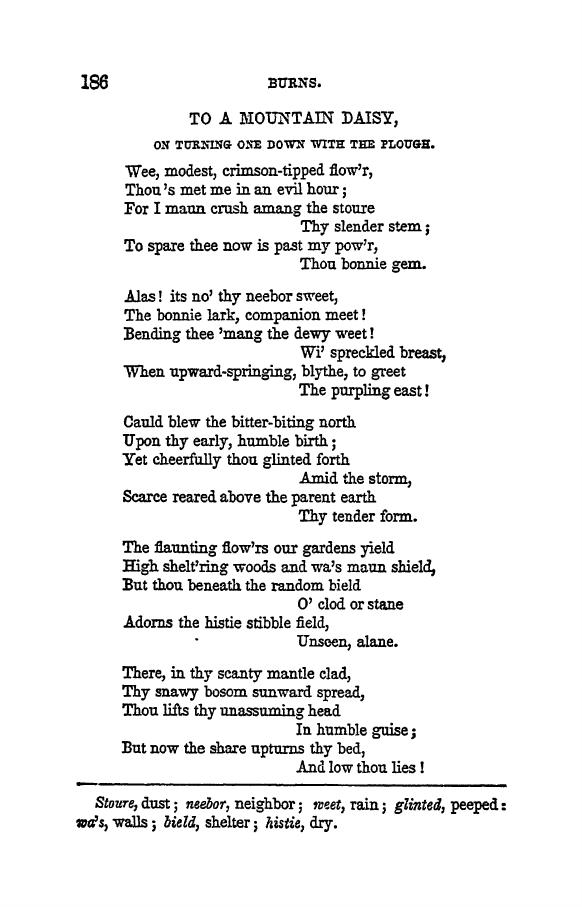 186
BURNS.
TO A MOUNTAIN DAISY,
ON TURNING ONE DOWN WITH THE PLOUGH.
Wee, modest, crimson-tipped flow'r,
Thou's met me in an evil hour;
For I maun crush amang the stoure
Thy slender stem;
To spare thee now is past my pow'r,
Thou bonnie gem.
Alas! its no' thy neebor sweet,
The bonnie lark, companion meet!
Bending thee 'mang the dewy weet!
Wi' spreckled breast,
When upward-springing, blythe, to greet
The purpling east!
Cauld blew the bitter-biting north
Upon thy early, humble birth;
Yet cheerfully thou glinted forth
Amid the storm,
Scarce reared above the parent earth
Thy tender form.
The flaunting flow'rs our gardens yield
High shelt'ring woods and wa's maun shield,
But thou beneath the random bield
O' clod or stane
Adorns the histie stibble field,
Unseen, alane.
There, in thy scanty mantle clad,
Thy snawy bosom sunward spread,
Thou lifts thy unassuming head
In humble guise;
But now the share upturns thy bed,
And low thou lies!
Stoure, dust; neebor, neighbor; weet, rain; glinted, peeped:
wa's, walls; bield, shelter; histie, dry.